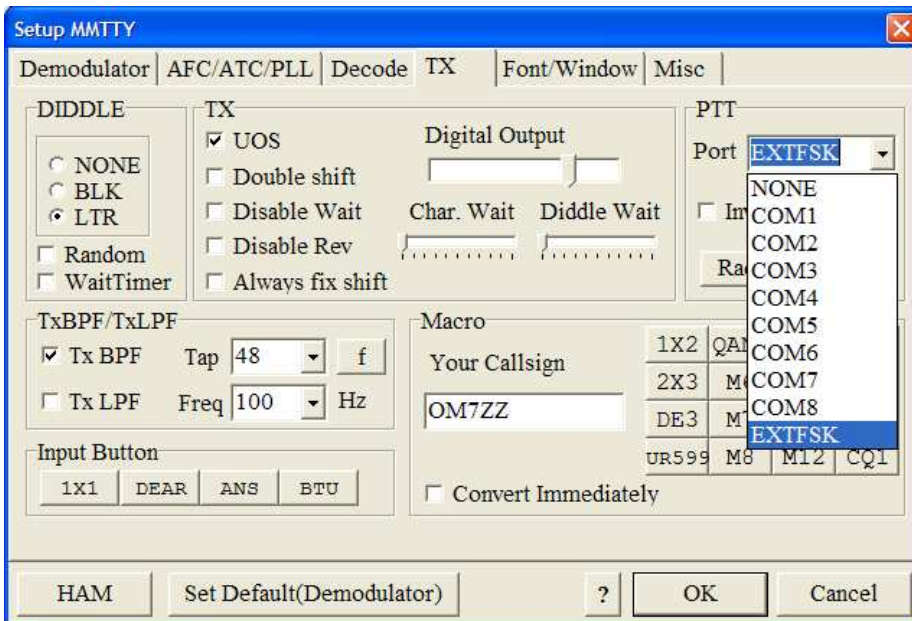 Setup MMTTY
Demodulator AFC/ATC/PLL Decode TX Font/Window Misc
DIDDLE
NONE
BLK
LTR
Random
WaitTimer
TX
UOS
Double shift
Disable Wait
Disable Rev
Always fix shift
Digital Output
Char. Wait Diddle Wait
PTT
Port EXTFSK
NONE
COM1
COM2
COM3
COM4
COM5
COM6
COM7
COM8
EXTFSK
TxBPF/TxLPF
Tx BPF Tap 48 f
Tx LPF Freq 100 Hz
Input Button
1X1 DEAR ANS BTU
Macro
Your Callsign
OM7ZZ
Convert Immediately
1X2
2X3
DE3
UR599 M8 M12 CQ1
HAM Set Default(Demodulator) ? OK Cancel